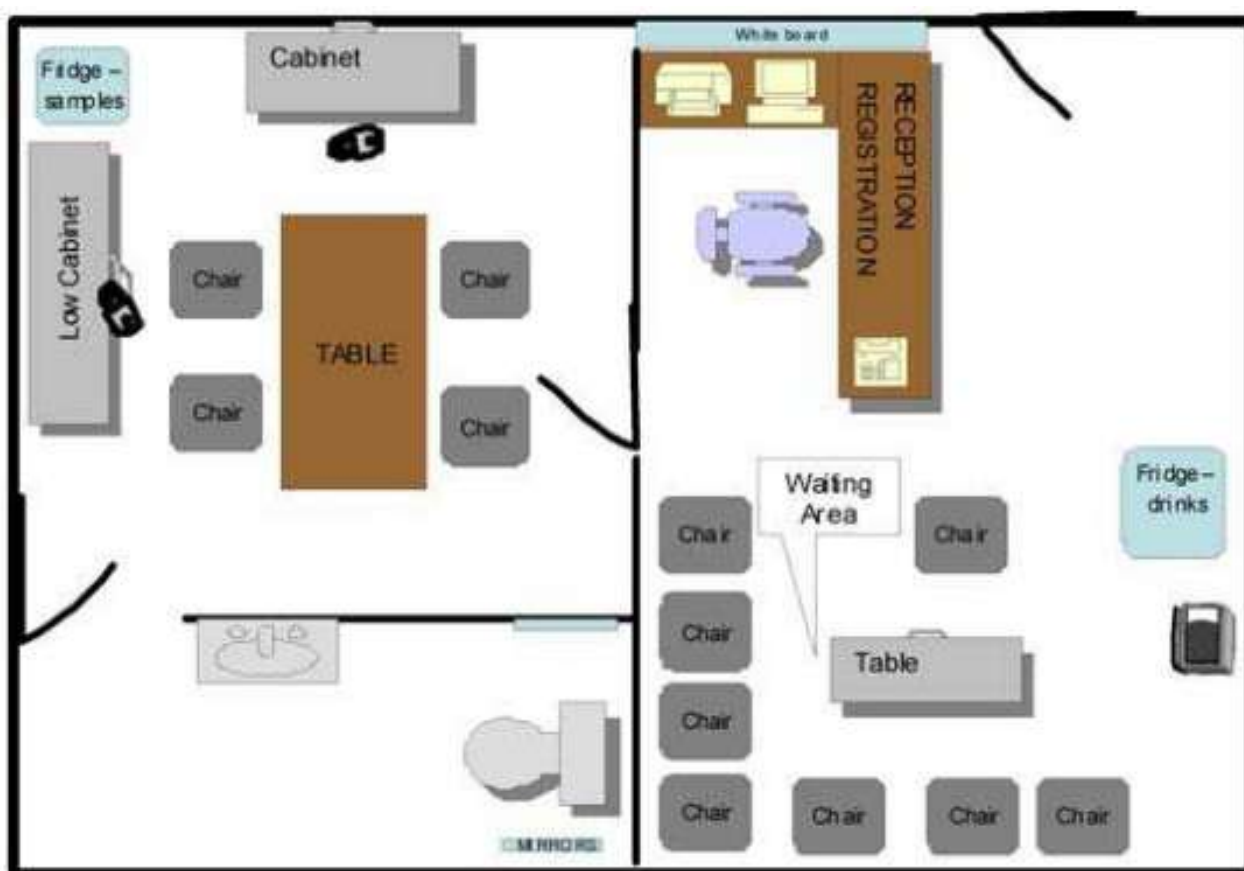 White board
Cabinet
Fridge –
samples
RECEPTION
REGISTRATION
Low Cabinet
Chair
Chair
TABLE
Chair
Chair
Waiting
Area
Fridge –
drinks
Chair
Chair
Chair
Table
Chair
Chair
Chair
Chair
Chair
MIRRORS